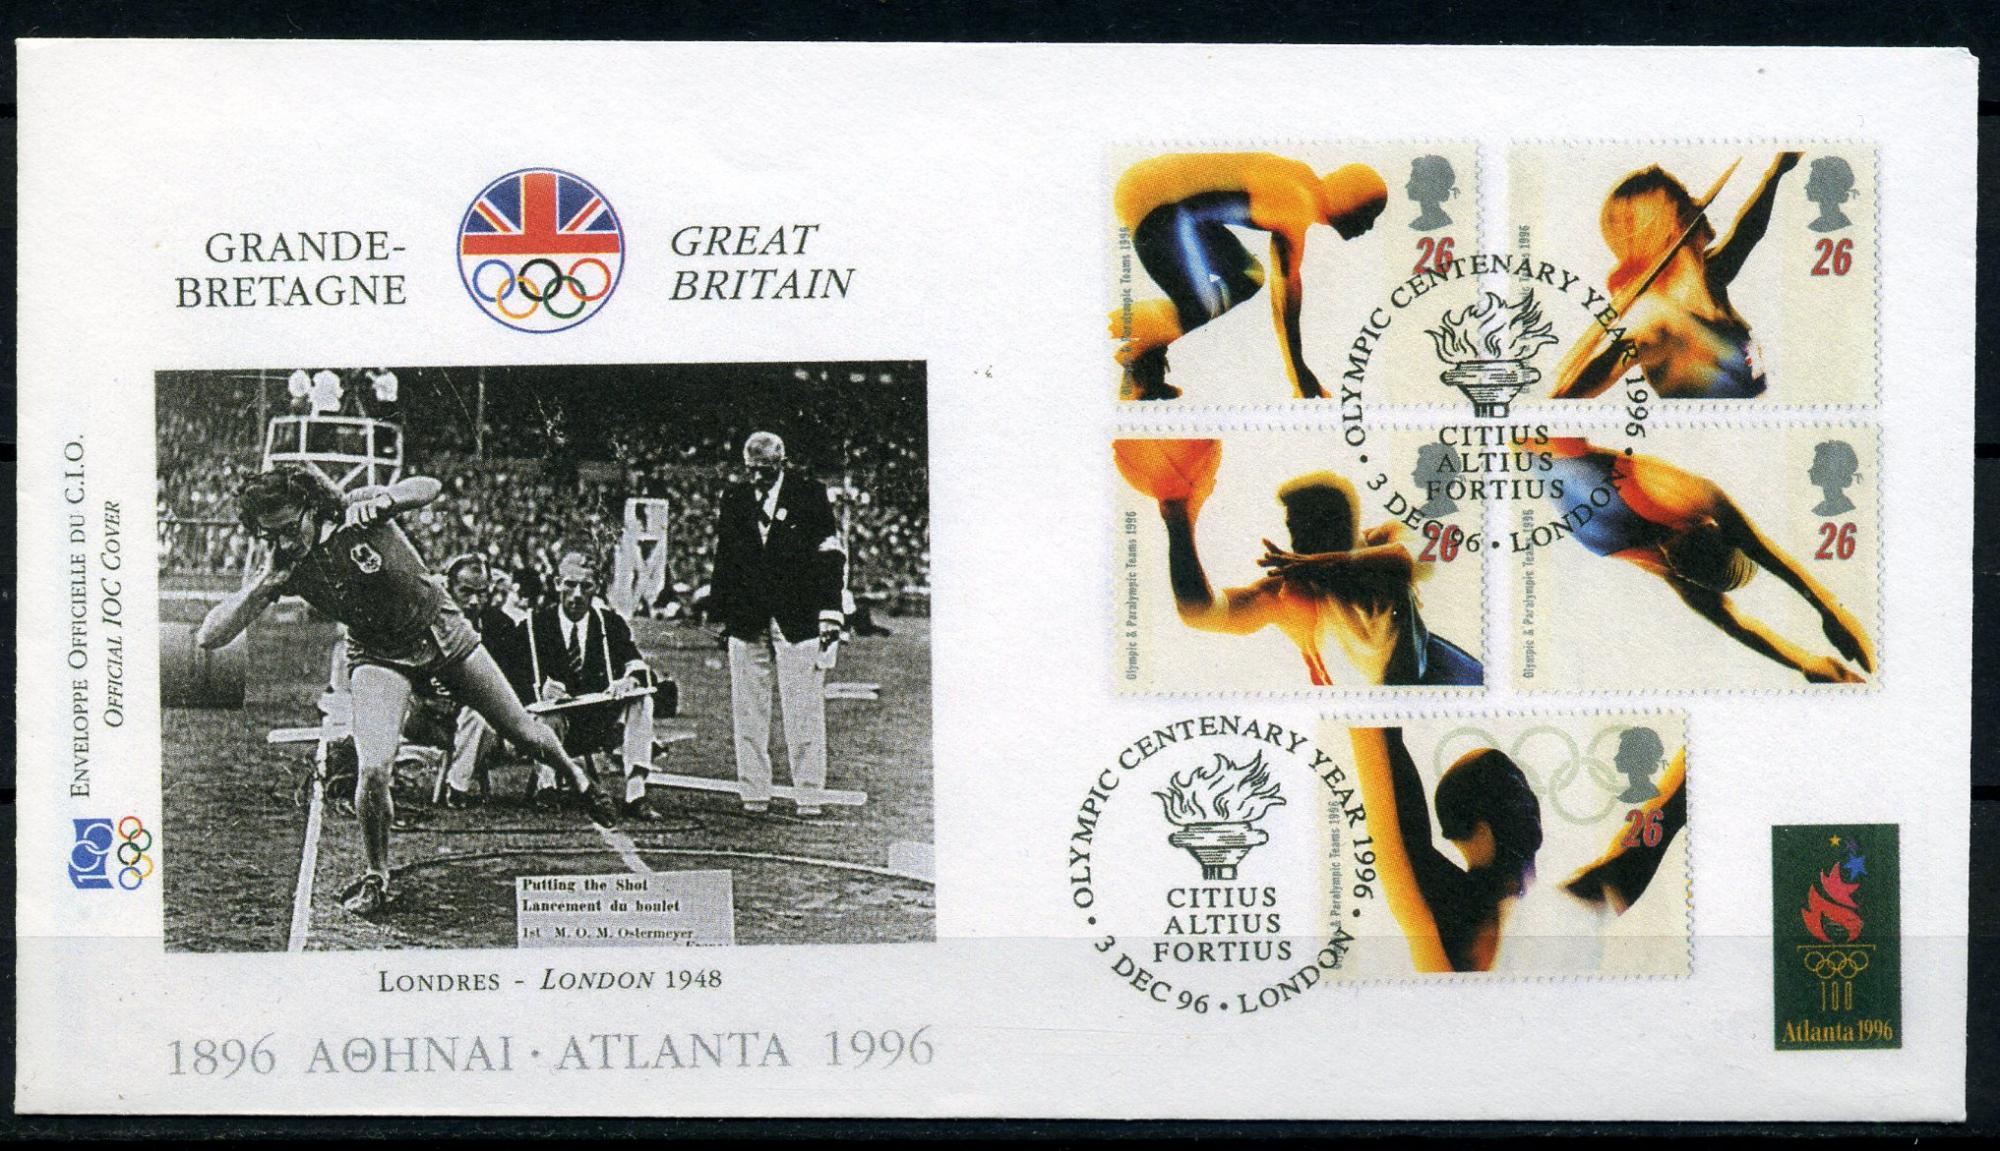 GRANDE-
BRETAGNE
GREAT
BRITAIN
ENVELOPPE OFFICIELLE DU C.I.O.
OFFICIAL IOC COVER
100
Putting the Shot
Lancement du boulet
1st M. O. M. Ostermeyer
LONDRES - LONDON 1948
1896 ΑΘΗΝΑΙ · ATLANTA 1996
Olympic & Paralympic Teams 1996
26
1996
26
Olympic & Paralympic Teams 1996
26
Olympic & Paralympic Teams 1996
26
• OLYMPIC CENTENARY YEAR 1996 •
CITIUS
ALTIUS
FORTIUS
3 DEC 96 • LONDON
& Paralympic Teams 1996
26
• OLYMPIC CENTENARY YEAR 1996 •
CITIUS
ALTIUS
FORTIUS
3 DEC 96 • LONDON
100
Atlanta 1996